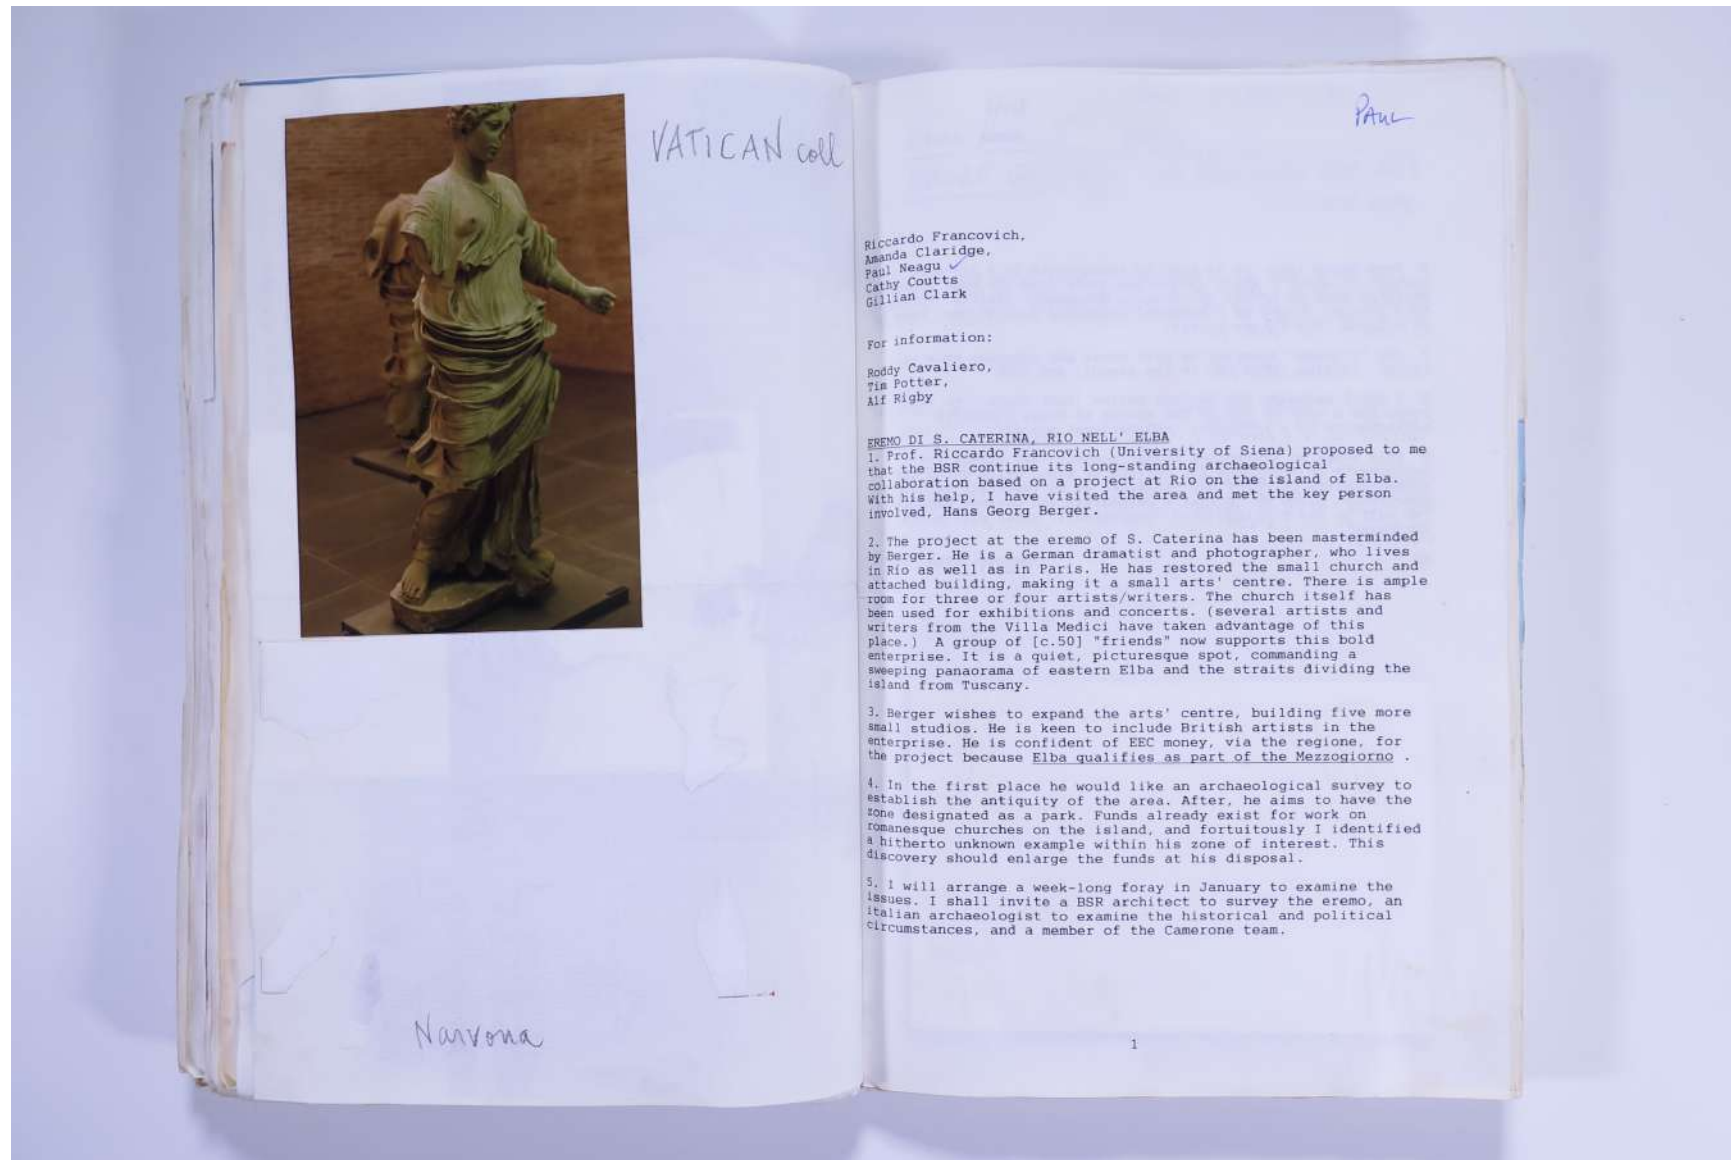 VATICAN coll
Narvona
PAUL
Riccardo Francovich,
Amanda Claridge,
Paul Neagu ✓
Cathy Coutts
Gillian Clark
For information:
Roddy Cavaliero,
Tim Potter,
Alf Rigby
EREMO DI S. CATERINA, RIO NELL' ELBA
1. Prof. Riccardo Francovich (University of Siena) proposed to me
that the BSR continue its long-standing archaeological
collaboration based on a project at Rio on the island of Elba.
With his help, I have visited the area and met the key person
involved, Hans Georg Berger.
2. The project at the eremo of S. Caterina has been masterminded
by Berger. He is a German dramatist and photographer, who lives
in Rio as well as in Paris. He has restored the small church and
attached building, making it a small arts' centre. There is ample
room for three or four artists/writers. The church itself has
been used for exhibitions and concerts. (several artists and
writers from the Villa Medici have taken advantage of this
place.) A group of [c.50] "friends" now supports this bold
enterprise. It is a quiet, picturesque spot, commanding a
sweeping panaorama of eastern Elba and the straits dividing the
island from Tuscany.
3. Berger wishes to expand the arts' centre, building five more
small studios. He is keen to include British artists in the
enterprise. He is confident of EEC money, via the regione, for
the project because Elba qualifies as part of the Mezzogiorno .
4. In the first place he would like an archaeological survey to
establish the antiquity of the area. After, he aims to have the
zone designated as a park. Funds already exist for work on
romanesque churches on the island, and fortuitously I identified
a hitherto unknown example within his zone of interest. This
discovery should enlarge the funds at his disposal.
5. I will arrange a week-long foray in January to examine the
issues. I shall invite a BSR architect to survey the eremo, an
italian archaeologist to examine the historical and political
circumstances, and a member of the Camerone team.
1